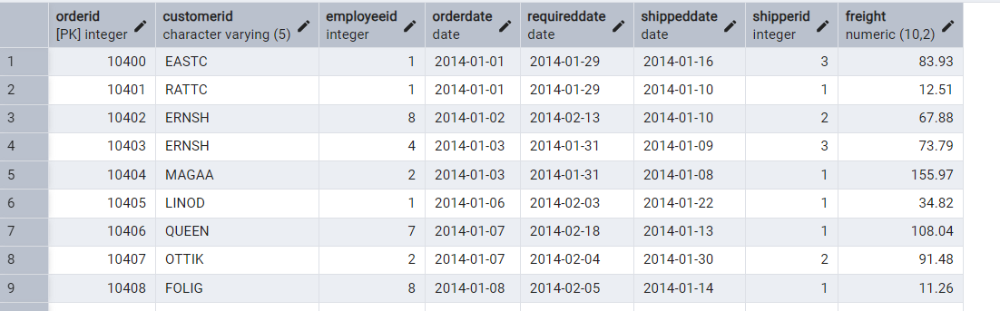 orderid customerid employeeid orderdate requireddate shippeddate shipperid freight
[PK] integer character varying (5) integer date date date integer numeric (10,2)
1 10400 EASTC 1 2014-01-01 2014-01-29 2014-01-16 3 83.93
2 10401 RATTC 1 2014-01-01 2014-01-29 2014-01-10 1 12.51
3 10402 ERNSH 8 2014-01-02 2014-02-13 2014-01-10 2 67.88
4 10403 ERNSH 4 2014-01-03 2014-01-31 2014-01-09 3 73.79
5 10404 MAGAA 2 2014-01-03 2014-01-31 2014-01-08 1 155.97
6 10405 LINOD 1 2014-01-06 2014-02-03 2014-01-22 1 34.82
7 10406 QUEEN 7 2014-01-07 2014-02-18 2014-01-13 1 108.04
8 10407 OTTIK 2 2014-01-07 2014-02-04 2014-01-30 2 91.48
9 10408 FOLIG 8 2014-01-08 2014-02-05 2014-01-14 1 11.26